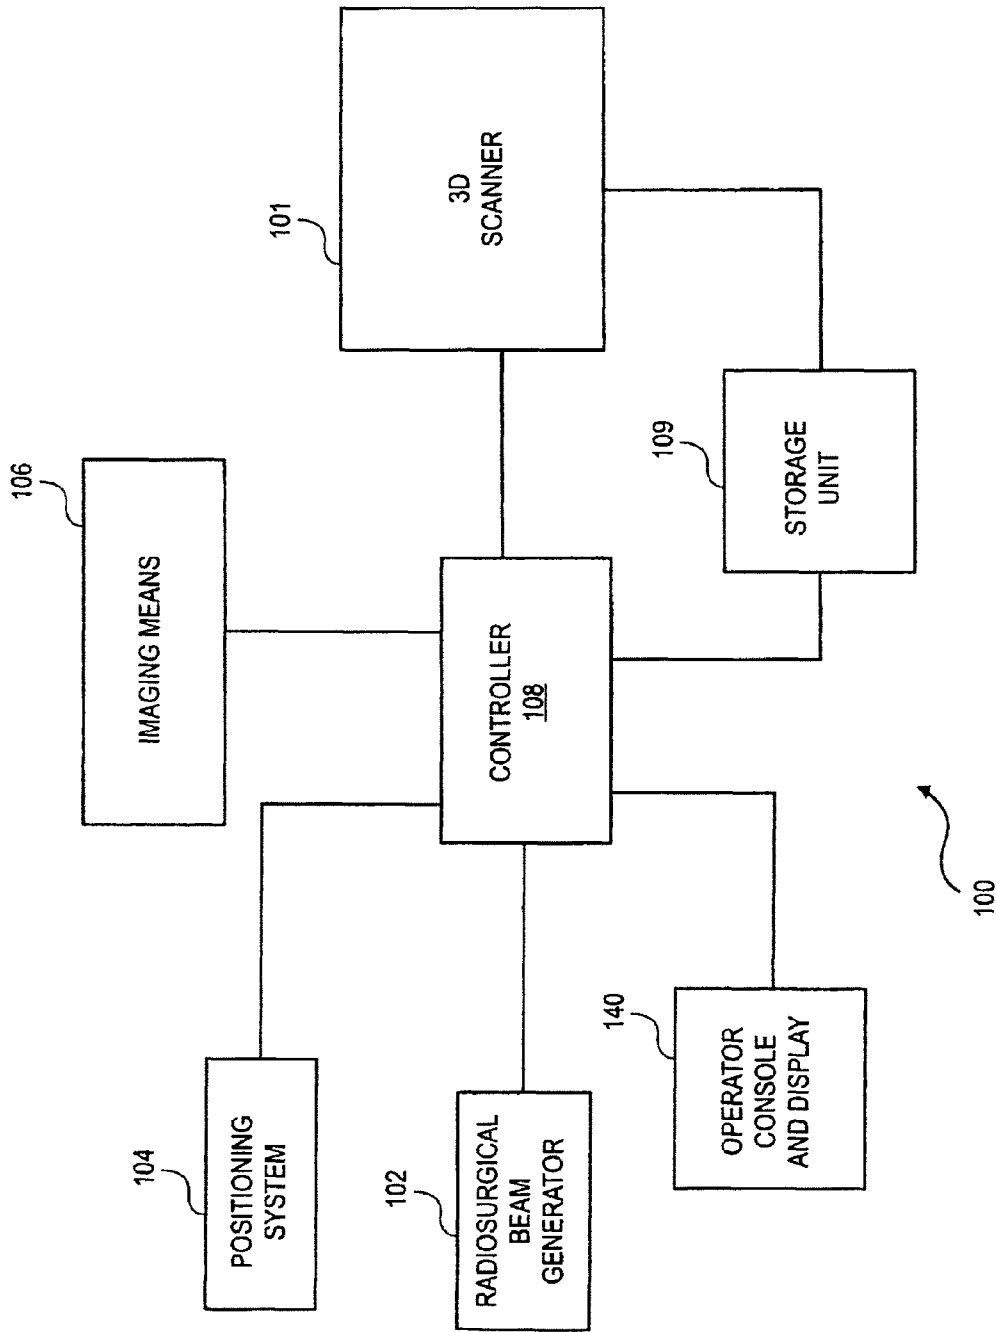 104
POSITIONING
SYSTEM
106
IMAGING MEANS
101
3D
SCANNER
102
RADIOSURGICAL
BEAM
GENERATOR
CONTROLLER
108
140
OPERATOR
CONSOLE
AND DISPLAY
109
STORAGE
UNIT
100